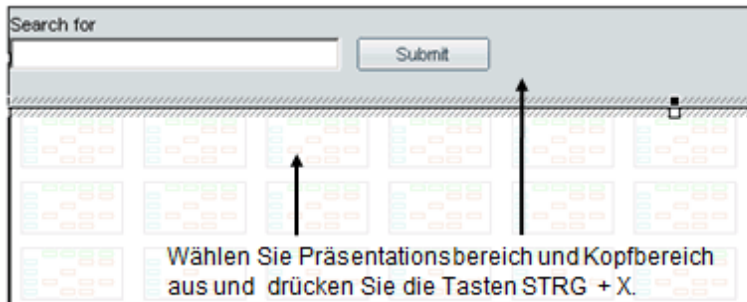 Search for
Submit
Wählen Sie Präsentationsbereich und Kopfbereich
aus und drücken Sie die Tasten STRG + X.